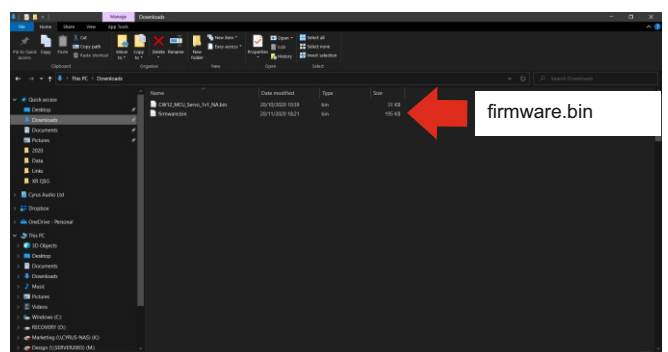 Manage Downloads
File Home Share View App Tools
Pin to Quick access
Copy
Paste
Cut
Copy path
Paste shortcut
Move to
Copy to
Delete
Rename
New folder
New item
Easy access
Properties
Open
Edit
History
Select all
Select none
Invert selection
Clipboard Organise New Open Select
This PC > Downloads
Search Downloads
Name Date modified Type Size
CW12_MCU_Servo_1v1_NA.bin 20/10/2020 10:39 bin 31 KB
firmware.bin 20/11/2020 16:21 bin 195 KB
firmware.bin
Quick access
Desktop
Downloads
Documents
Pictures
2020
Data
Links
XR QSG
Cyrus Audio Ltd
Dropbox
OneDrive - Personal
This PC
3D Objects
Desktop
Documents
Downloads
Music
Pictures
Videos
Windows (C:)
RECOVERY (D:)
Marketing (\\CYRUS-NAS) (K:)